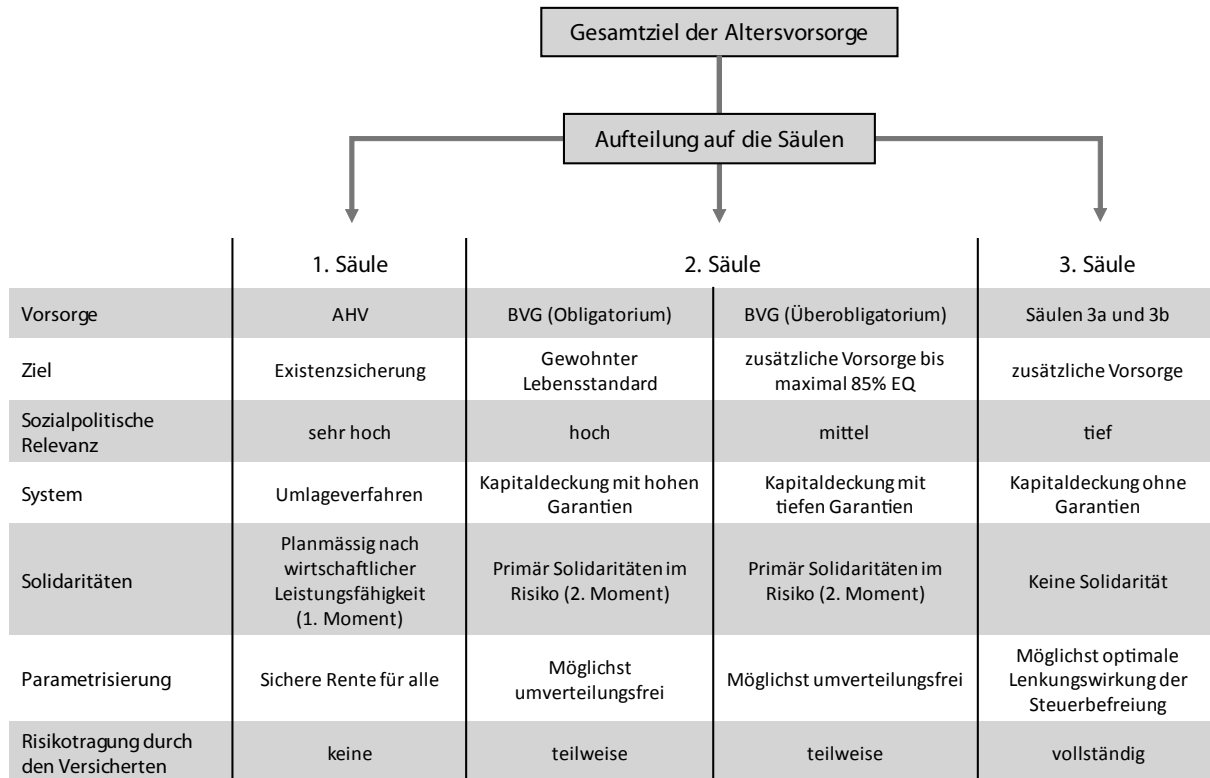 Gesamtziel der Altersvorsorge
Aufteilung auf die Säulen
1. Säule
2. Säule
3. Säule
Vorsorge
AHV
BVG (Obligatorium)
BVG (Überobligatorium)
Säulen 3a und 3b
Ziel
Existenzsicherung
Gewohnter
Lebensstandard
zusätzliche Vorsorge bis
maximal 85% EQ
zusätzliche Vorsorge
Sozialpolitische
Relevanz
sehr hoch
hoch
mittel
tief
System
Umlageverfahren
Kapitaldeckung mit hohen
Garantien
Kapitaldeckung mit
tiefen Garantien
Kapitaldeckung ohne
Garantien
Solidaritäten
Planmässig nach
wirtschaftlicher
Leistungsfähigkeit
(1. Moment)
Primär Solidaritäten im
Risiko (2. Moment)
Primär Solidaritäten im
Risiko (2. Moment)
Keine Solidarität
Parametrisierung
Sichere Rente für alle
Möglichst
umverteilungsfrei
Möglichst umverteilungsfrei
Möglichst optimale
Lenkungswirkung der
Steuerbefreiung
Risikotragung durch
den Versicherten
keine
teilweise
teilweise
vollständig